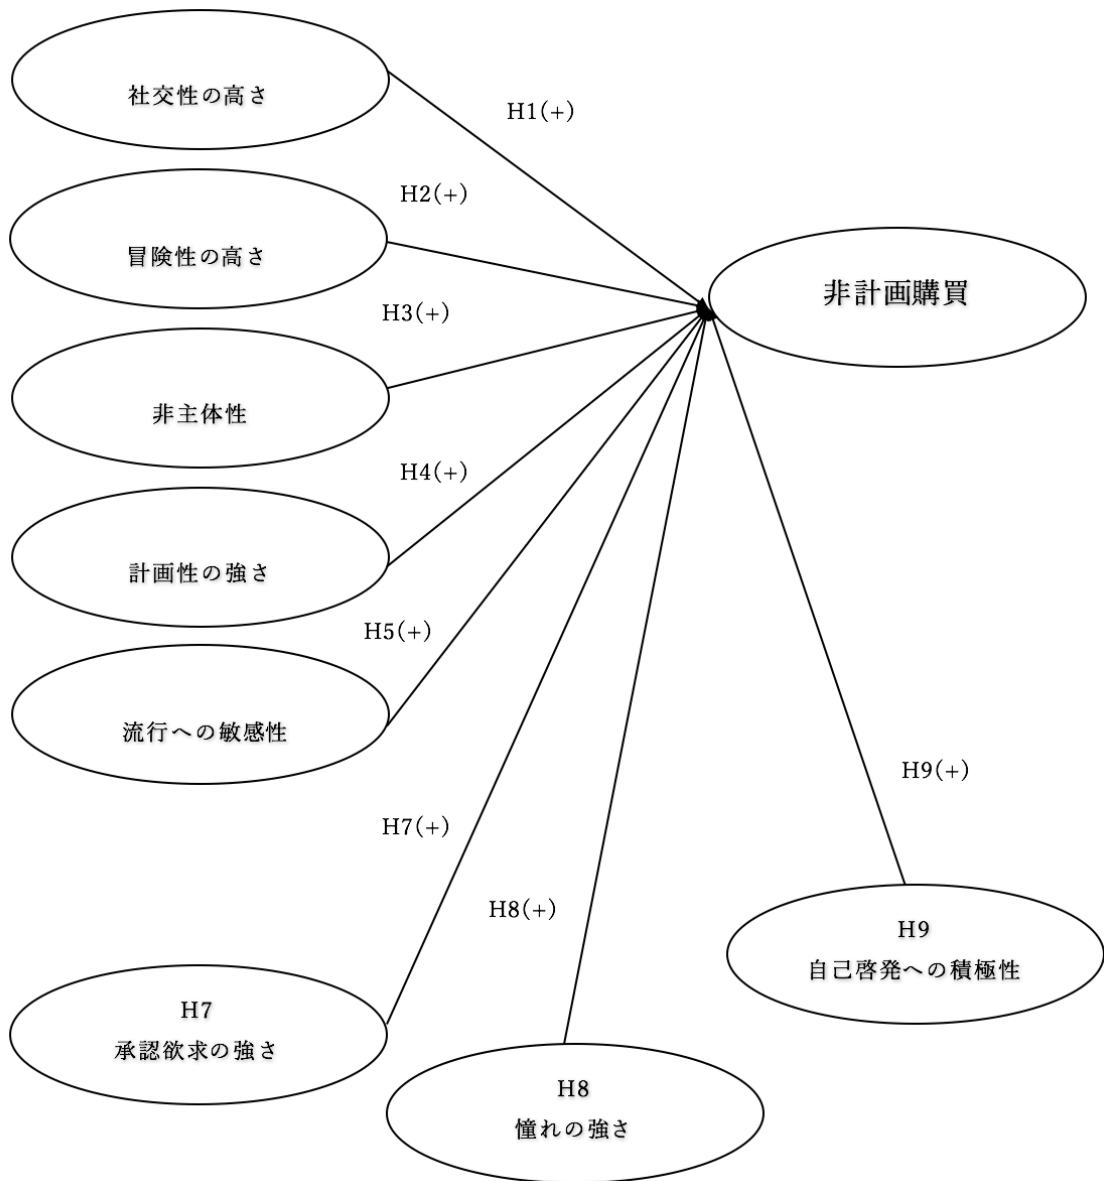 社交性の高さ
H1(+)
H2(+)
冒険性の高さ
非計画購買
H3(+)
非主体性
H4(+)
計画性の強さ
H5(+)
流行への敏感性
H9(+)
H7(+)
H8(+)
H9
自己啓発への積極性
H7
承認欲求の強さ
H8
憧れの強さ